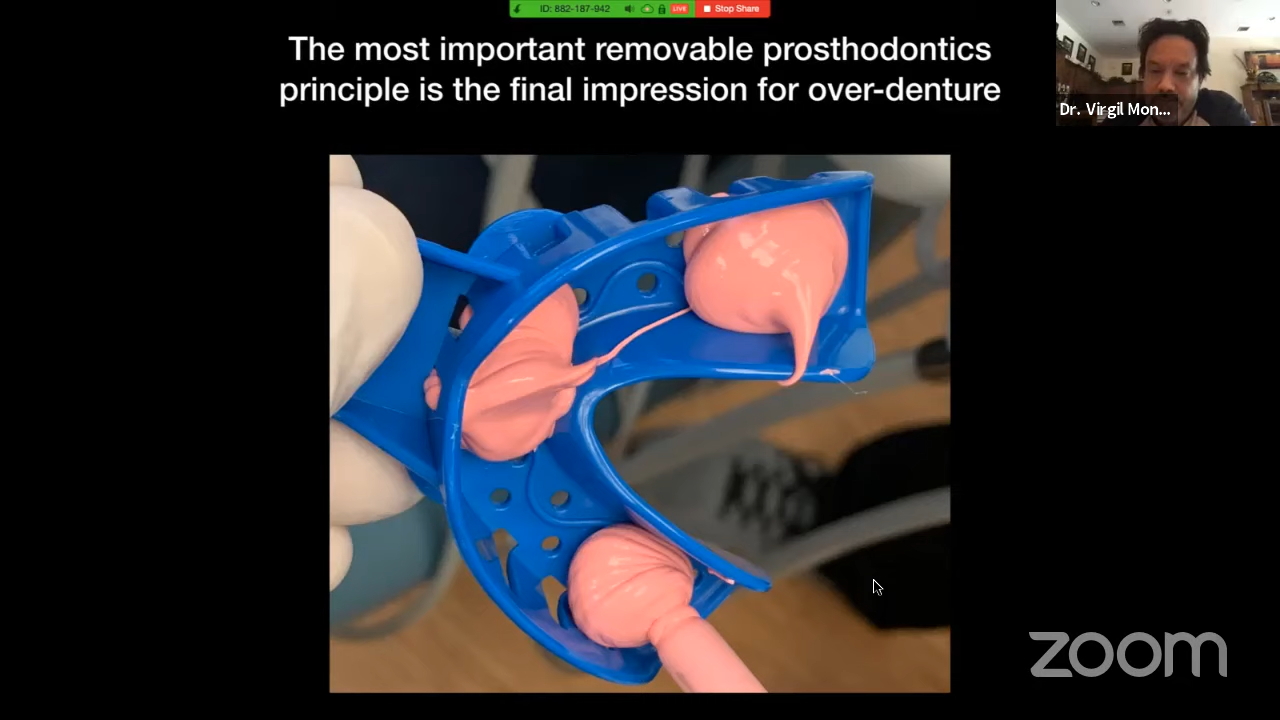 ID: 882-187-942 LIVE Stop Share
The most important removable prosthodontics
principle is the final impression for over-denture
Dr. Virgil Mon...
zoom